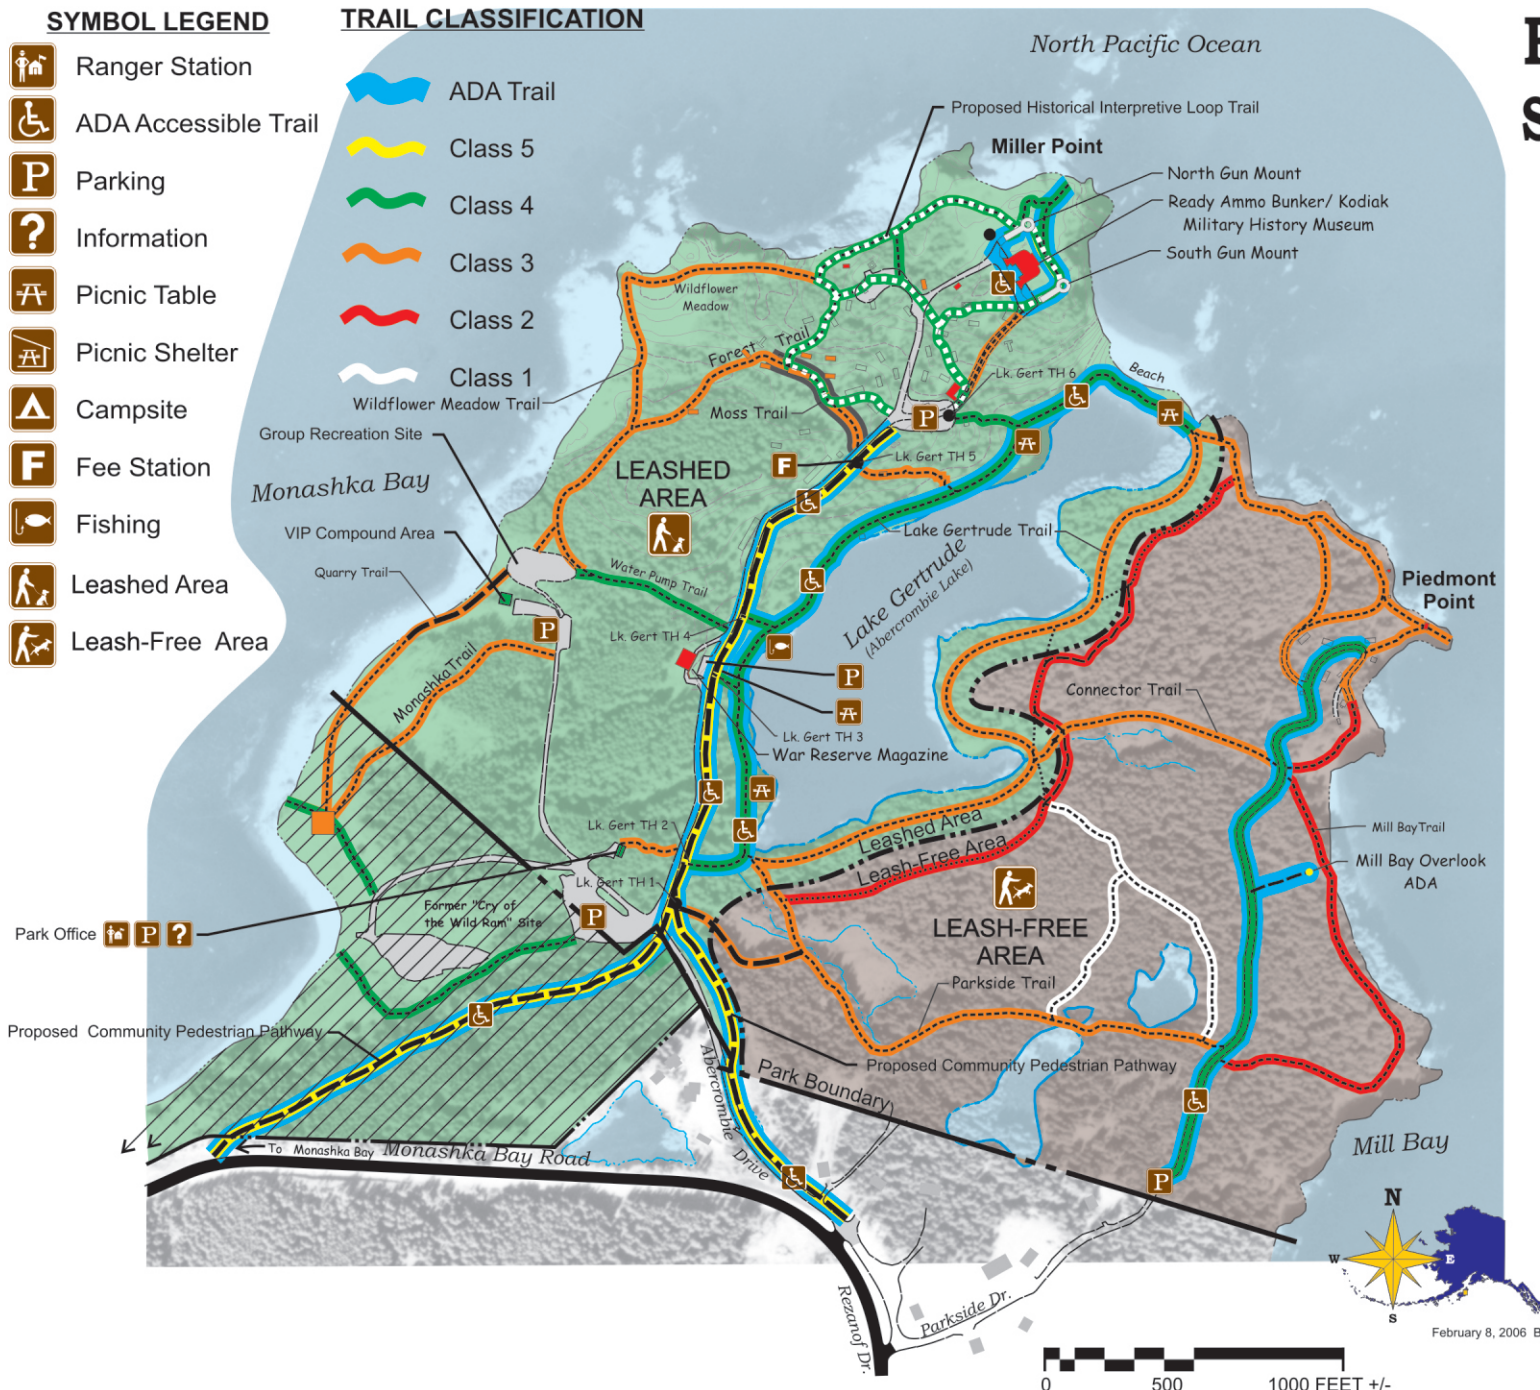 SYMBOL LEGEND
Ranger Station
ADA Accessible Trail
P
Parking
?
Information
Picnic Table
Picnic Shelter
Campsite
F
Fee Station
Fishing
Leashed Area
Leash-Free Area
TRAIL CLASSIFICATION
ADA Trail
Class 5
Class 4
Class 3
Class 2
Class 1
North Pacific Ocean
Proposed Historical Interpretive Loop Trail
Miller Point
North Gun Mount
Ready Ammo Bunker/ Kodiak
Military History Museum
South Gun Mount
Wildflower
Meadow
Forest Trail
Lk. Gert TH 6
Beach
Wildflower Meadow Trail
Moss Trail
P
Group Recreation Site
F
Lk. Gert TH 5
LEASHED
AREA
Monashka Bay
VIP Compound Area
Lake Gertrude Trail
Quarry Trail
Water Pump Trail
Lake Gertrude
(Abercrombie Lake)
Piedmont
Point
P
Lk. Gert TH 4
Monashka Trail
P
Connector Trail
Lk. Gert TH 3
War Reserve Magazine
Lk. Gert TH 2
Leashed Area
Leash-Free Area
Mill Bay Trail
Mill Bay Overlook
ADA
Lk. Gert TH 1
Former "Cry of
the Wild Ram" Site
P
Park Office P ?
LEASH-FREE
AREA
Parkside Trail
Proposed Community Pedestrian Pathway
Proposed Community Pedestrian Pathway
Abercrombie Drive
Park Boundary
Mill Bay
To Monashka Bay
Monashka Bay Road
P
N
W
E
S
Rezanof Dr.
Parkside Dr.
February 8, 2006 B
0 500 1000 FEET +/-